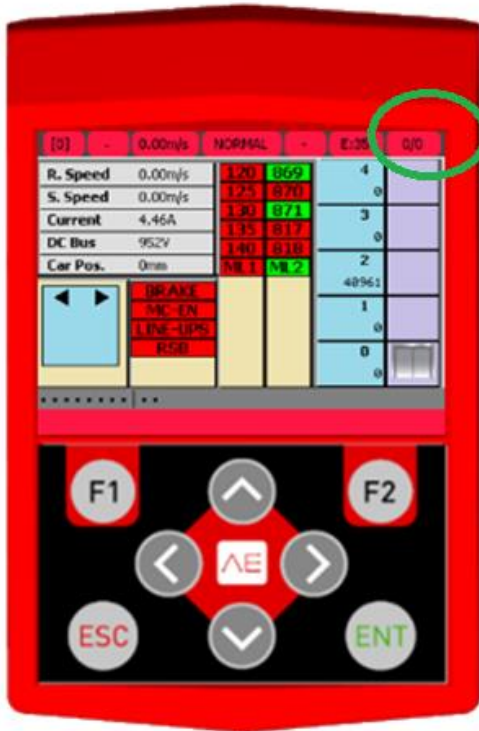 [0] - 0.00m/s NORMAL - E:35 0/0
R. Speed 0.00m/s
S. Speed 0.00m/s
Current 4.46A
DC Bus 952V
Car Pos. 0mm
120 869
125 870
130 871
135 817
140 818
ML1 ML2
BRAKE
MC-EN
LINE-UPS
RSB
4
0
3
0
2
40961
1
0
0
0
F1 F2
AE
ESC ENT